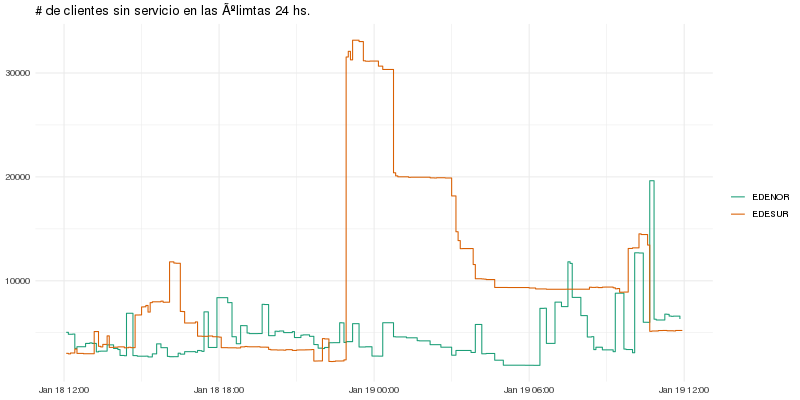 # de clientes sin servicio en las Ãºlimtas 24 hs.
30000
20000
10000
Jan 18 12:00
Jan 18 18:00
Jan 19 00:00
Jan 19 06:00
Jan 19 12:00
EDENOR
EDESUR